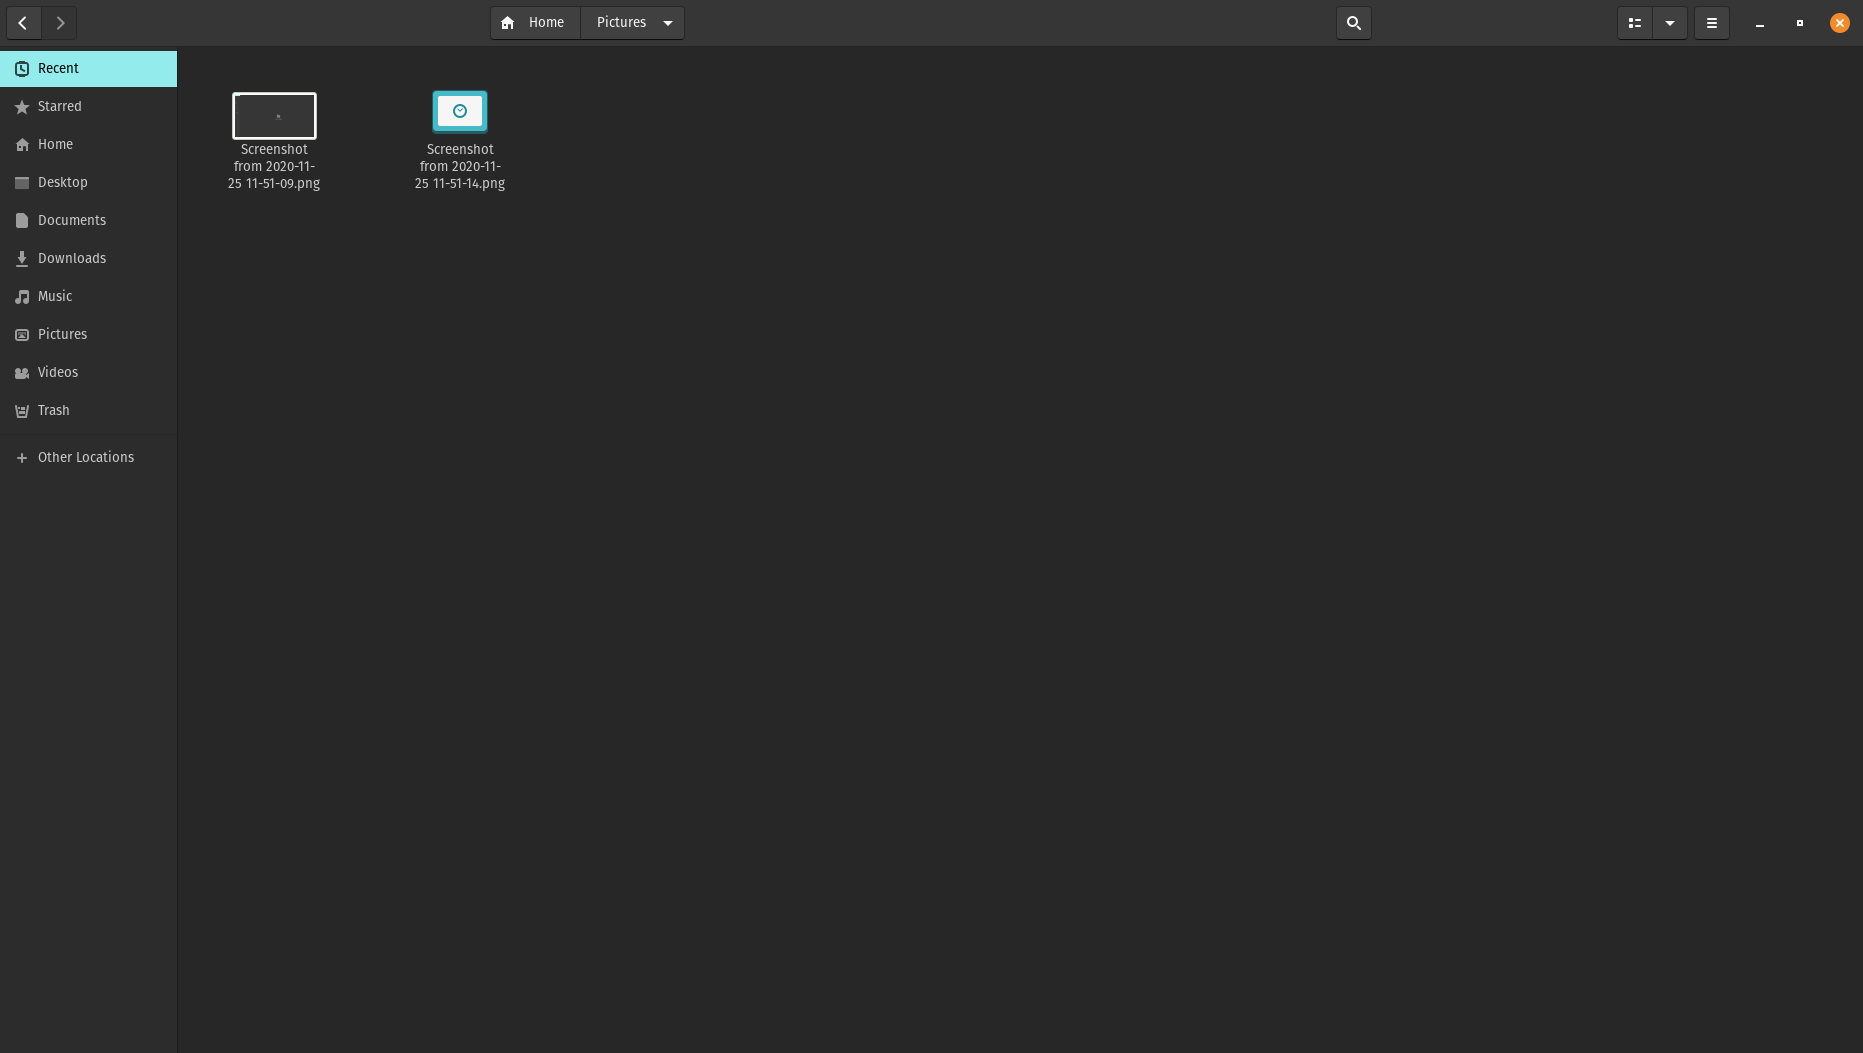 Home
Pictures
Recent
Starred
Home
Desktop
Documents
Downloads
Music
Pictures
Videos
Trash
Other Locations
Screenshot
from 2020-11-
25 11-51-09.png
Screenshot
from 2020-11-
25 11-51-14.png